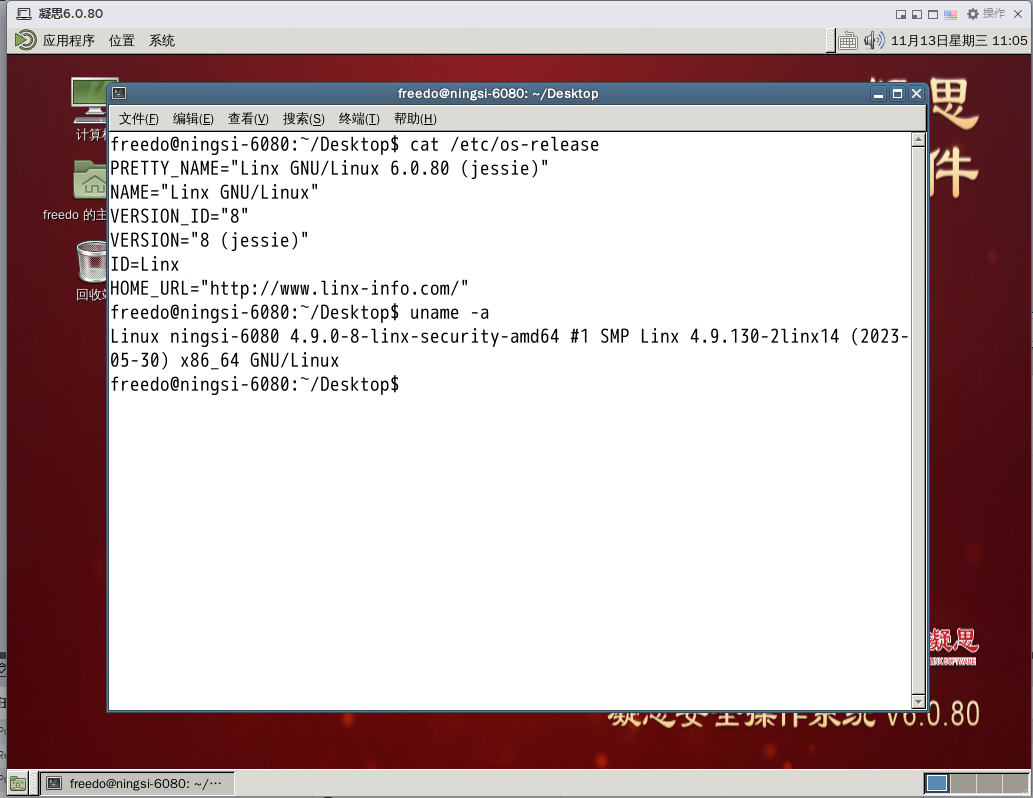 凝思6.0.80
操作
应用程序 位置 系统
11月13日星期三 11:05
freedo@ningsi-6080: ~/Desktop
文件(F) 编辑(E) 查看(V) 搜索(S) 终端(T) 帮助(H)
freedo@ningsi-6080:~/Desktop$ cat /etc/os-release
PRETTY_NAME="Linx GNU/Linux 6.0.80 (jessie)"
NAME="Linx GNU/Linux"
VERSION_ID="8"
VERSION="8 (jessie)"
ID=Linx
HOME_URL="http://www.linx-info.com/"
freedo@ningsi-6080:~/Desktop$ uname -a
Linux ningsi-6080 4.9.0-8-linx-security-amd64 #1 SMP Linx 4.9.130-2linx14 (2023-
05-30) x86_64 GNU/Linux
freedo@ningsi-6080:~/Desktop$
计算
freedo 的主
回收
思
件
凝思
凝思安全操作系统 V6.0.80
freedo@ningsi-6080: ~/···